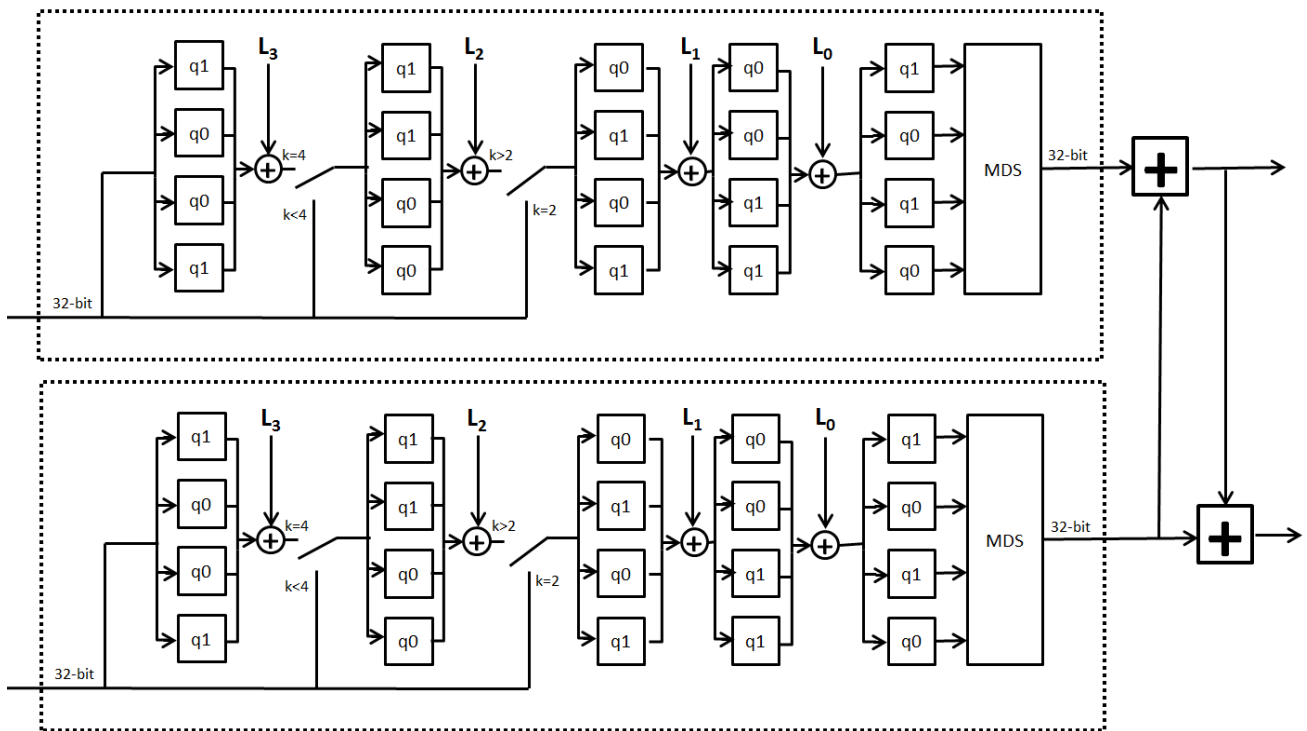 L3 L2 L1 L0
q1 q1 q0 q0 q1
q0 q1 q1 q0 q0
k=4 k>2 MDS 32-bit + +
q0 q0 q0 q1 q1
k<4 k=2
q1 q0 q1 q1 q0
32-bit
L3 L2 L1 L0
q1 q1 q0 q0 q1
q0 q1 q1 q0 q0
k=4 k>2 MDS 32-bit + +
q0 q0 q0 q1 q1
k<4 k=2
q1 q0 q1 q1 q0
32-bit